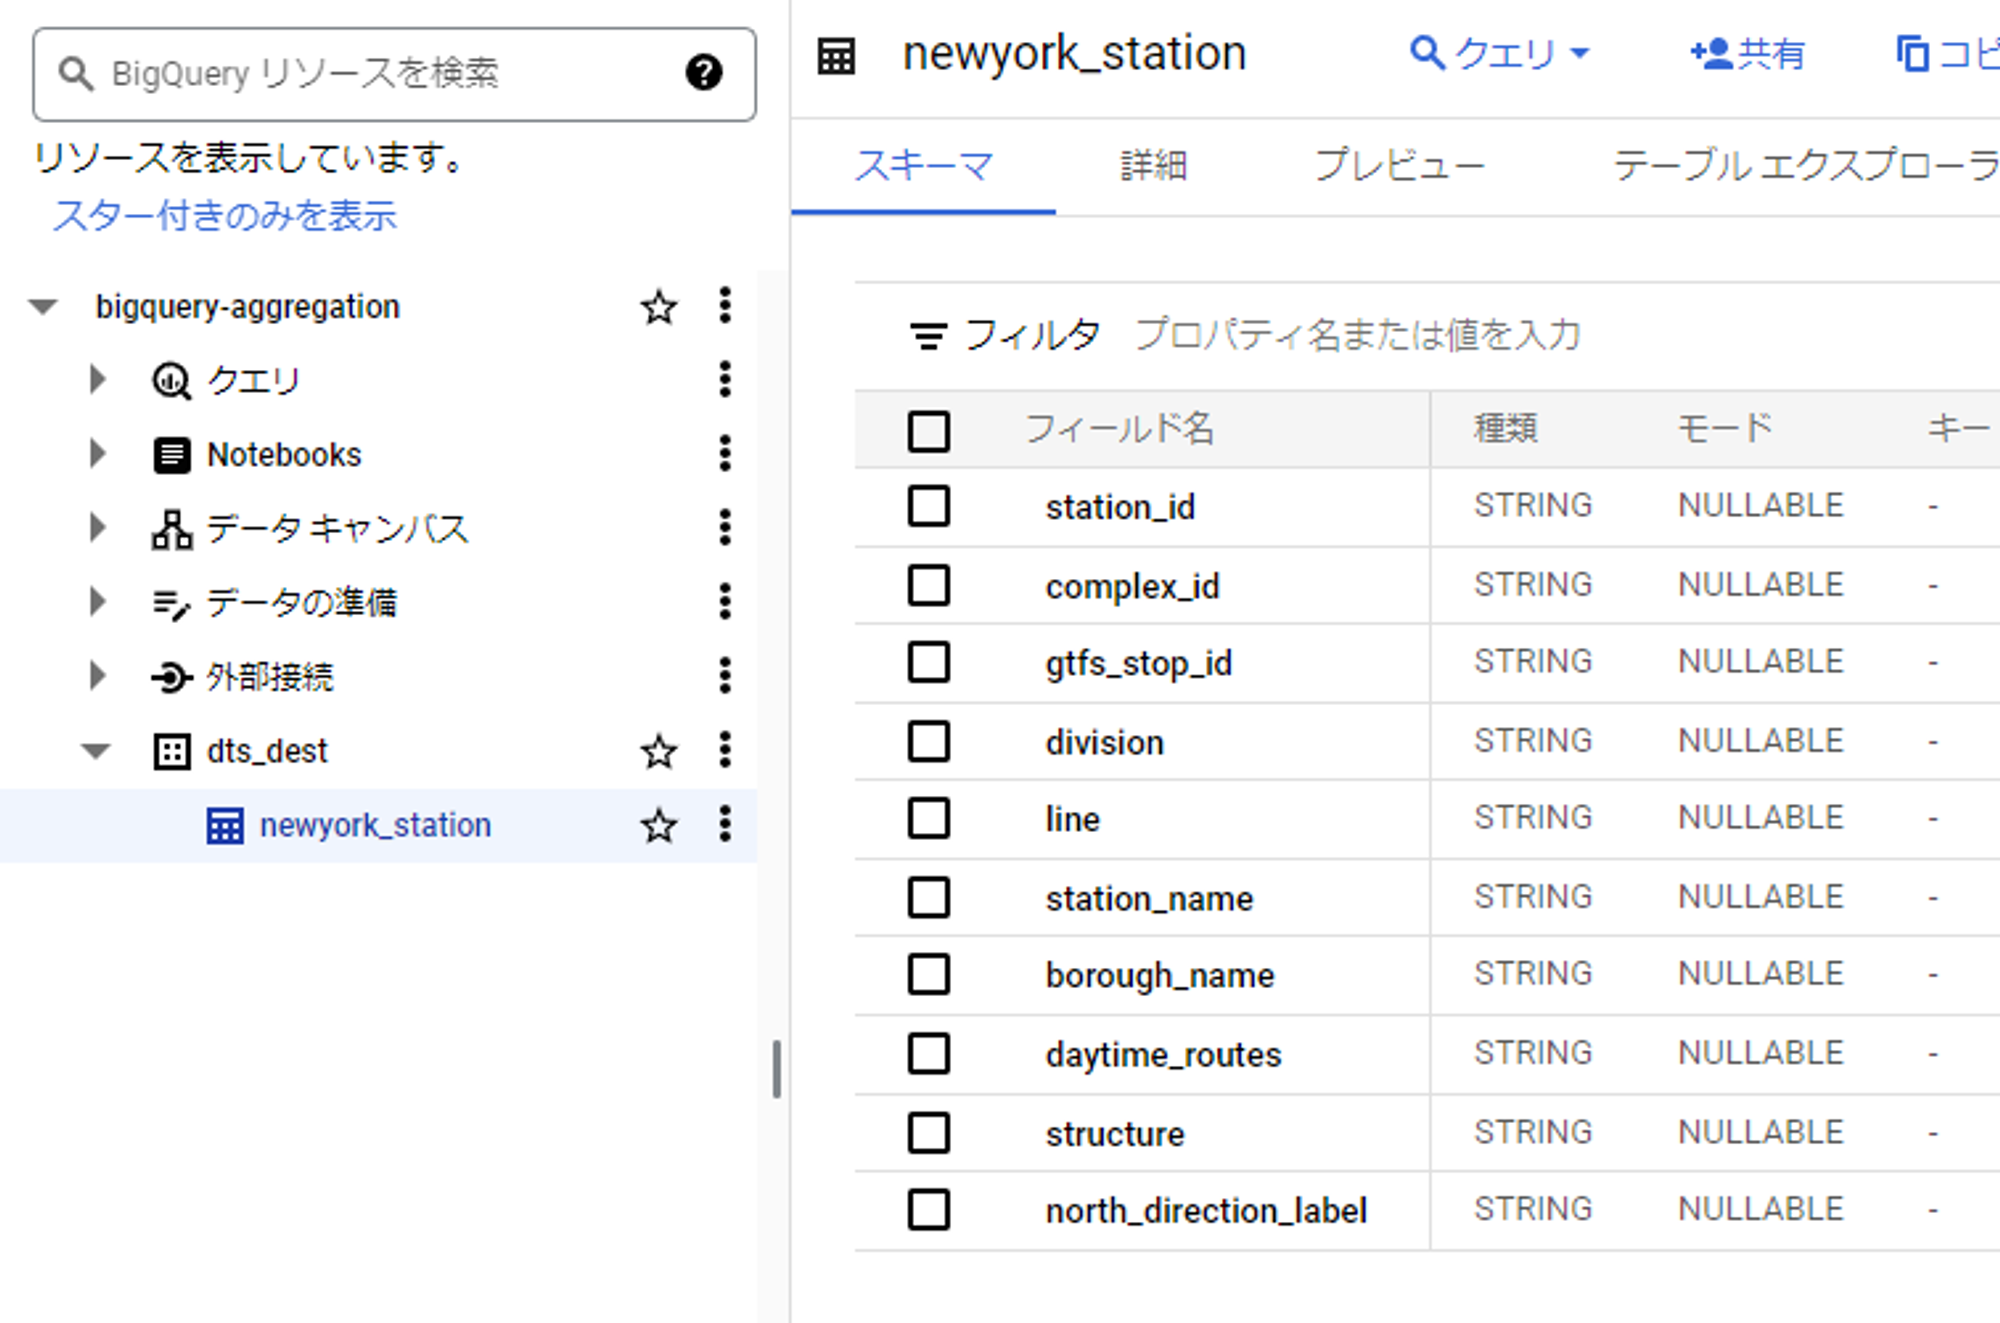 BigQuery リソースを検索
リソースを表示しています。
スター付きのみを表示
bigquery-aggregation
クエリ
Notebooks
データ キャンバス
データの準備
外部接続
dts_dest
newyork_station
newyork_station クエリ 共有 コピ
スキーマ 詳細 プレビュー テーブル エクスプローラ
フィルタ プロパティ名または値を入力
フィールド名 種類 モード キー
station_id STRING NULLABLE -
complex_id STRING NULLABLE -
gtfs_stop_id STRING NULLABLE -
division STRING NULLABLE -
line STRING NULLABLE -
station_name STRING NULLABLE -
borough_name STRING NULLABLE -
daytime_routes STRING NULLABLE -
structure STRING NULLABLE -
north_direction_label STRING NULLABLE -